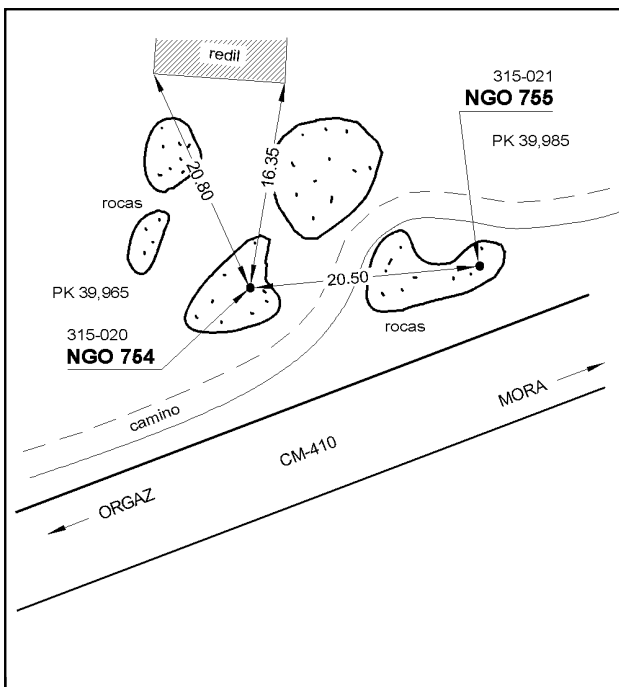 redil
315-021
NGO 755
PK 39,985
20.80
16.35
rocas
20.50
PK 39,965
315-020
NGO 754
rocas
camino
MORA
CM-410
ORGAZ